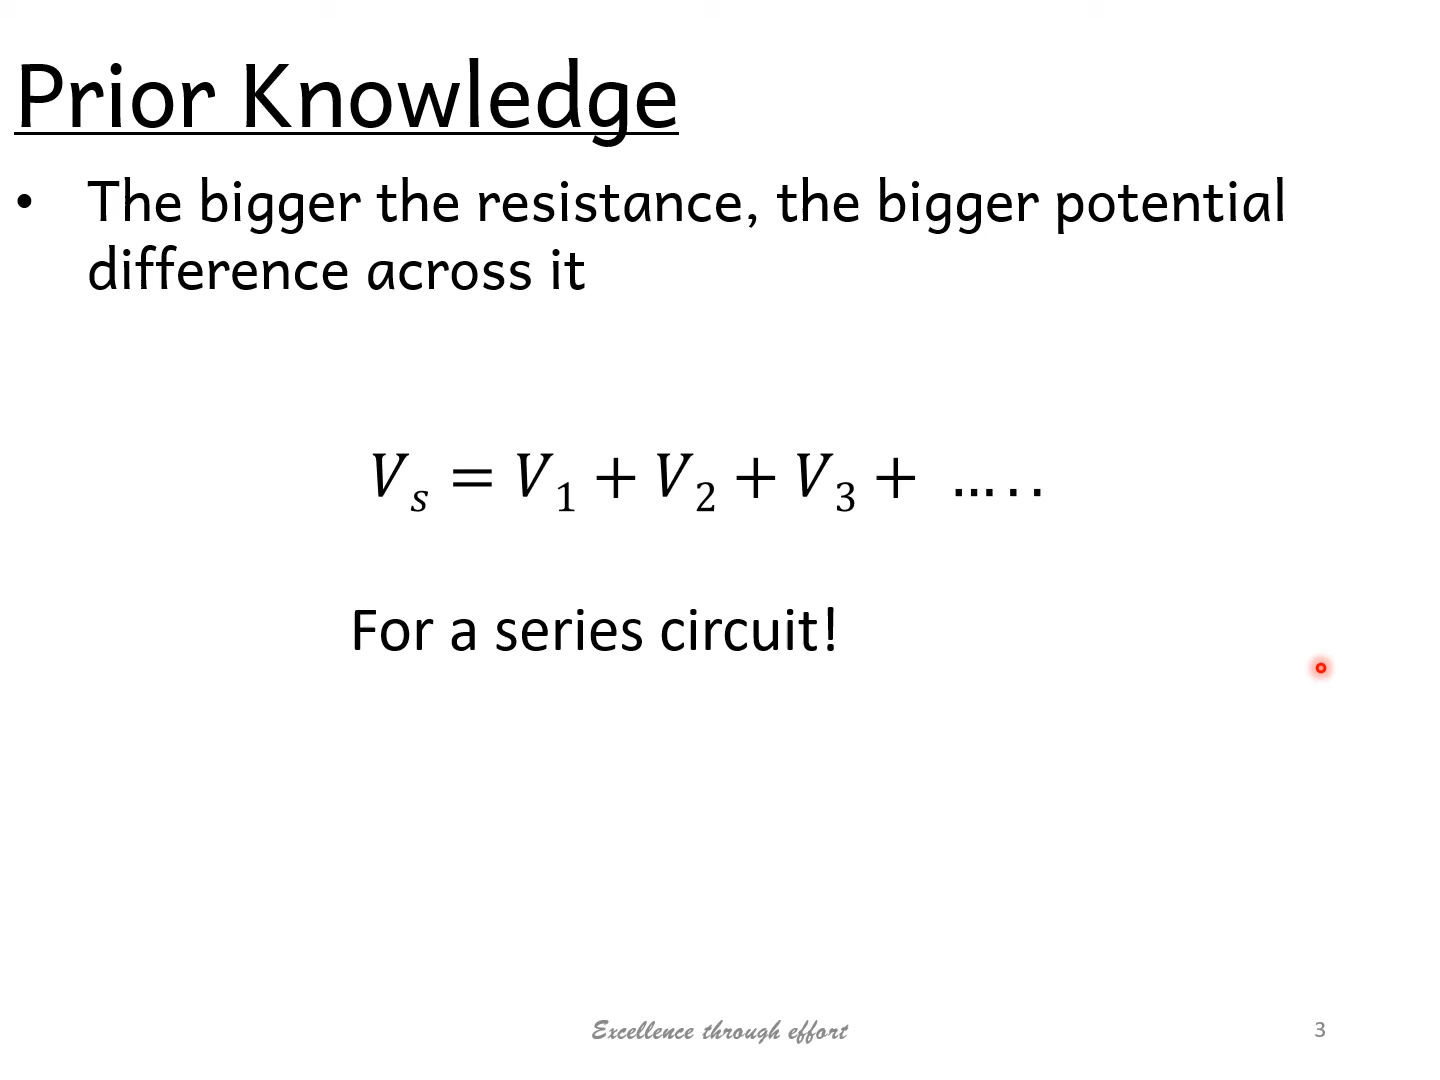 Prior Knowledge
• The bigger the resistance, the bigger potential
difference across it
V_s = V_1 + V_2 + V_3 + … . .
For a series circuit!
Excellence through effort
3